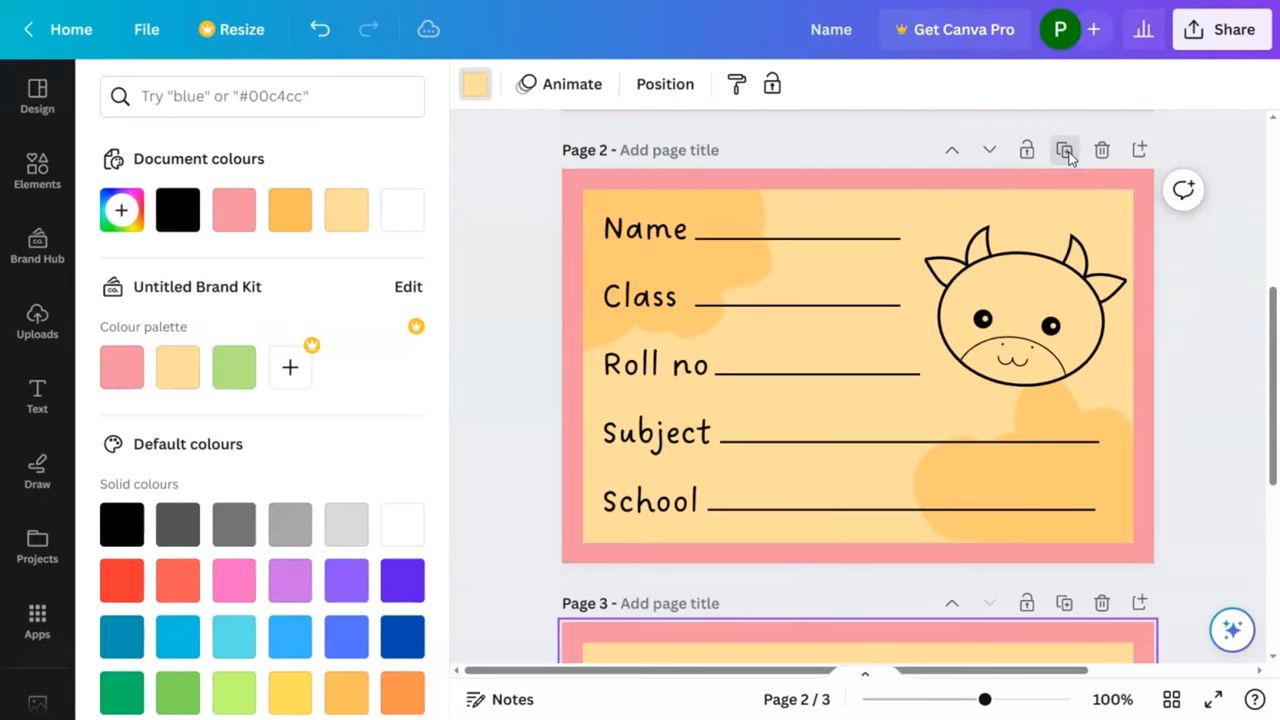 Home File Resize Name Get Canva Pro P Share
Try "blue" or "#00c4cc"
Animate Position
Design
Elements
Brand Hub
CO.
Uploads
Text
Draw
Projects
Apps
Document colours
CO. Untitled Brand Kit Edit
Colour palette
Default colours
Solid colours
Page 2 - Add page title
Name
Class
Roll no
Subject
School
Page 3 - Add page title
Notes Page 2 / 3 100%